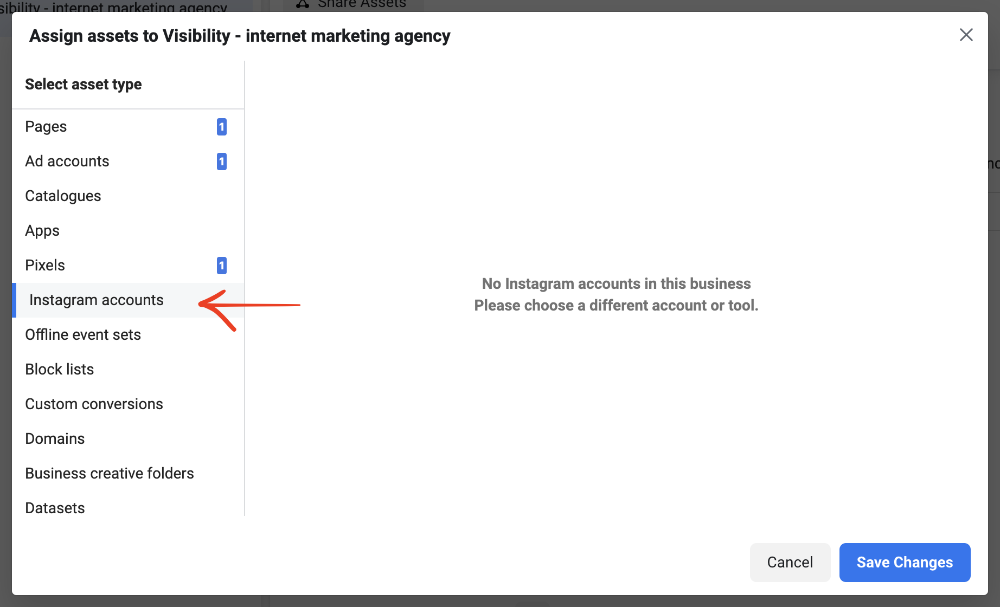 sibility - internet marketing agency
Share Assets
Assign assets to Visibility - internet marketing agency
Select asset type
Pages 1
Ad accounts 1
Catalogues
Apps
Pixels 1
Instagram accounts
Offline event sets
Block lists
Custom conversions
Domains
Business creative folders
Datasets
No Instagram accounts in this business
Please choose a different account or tool.
nc
Cancel
Save Changes